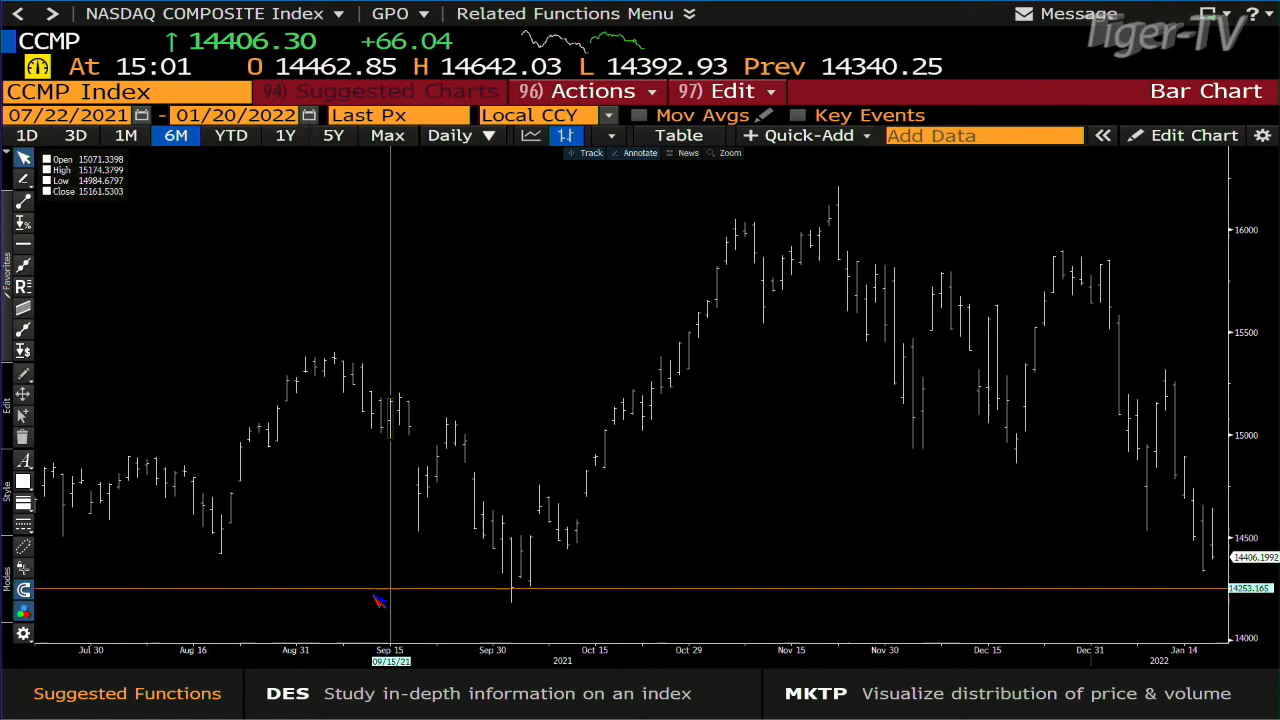 NASDAQ COMPOSITE Index GPO Related Functions Menu Message ?
Tiger-TV
CCMP ↑ 14406.30 +66.04
At 15:01 O 14462.85 H 14642.03 L 14392.93 Prev 14340.25
CCMP Index 94) Suggested Charts 96) Actions 97) Edit Bar Chart
07/22/2021 - 01/20/2022 Last Px Local CCY Mov Avgs Key Events
1D 3D 1M 6M YTD 1Y 5Y Max Daily ▼ Table + Quick-Add Add Data « Edit Chart
Track Annotate News Zoom
Open 15071.3398
High 15174.3799
Low 14984.6797
Close 15161.5303
Favorites
Edit
Style
Modes
16000
15500
15000
14500
14406.1992
14253.165
14000
Jul 30 Aug 16 Aug 31 Sep 15 Sep 30 Oct 15 Oct 29 Nov 15 Nov 30 Dec 15 Dec 31 Jan 14
09/15/21 2021 2022
Suggested Functions DES Study in-depth information on an index MKTP Visualize distribution of price & volume